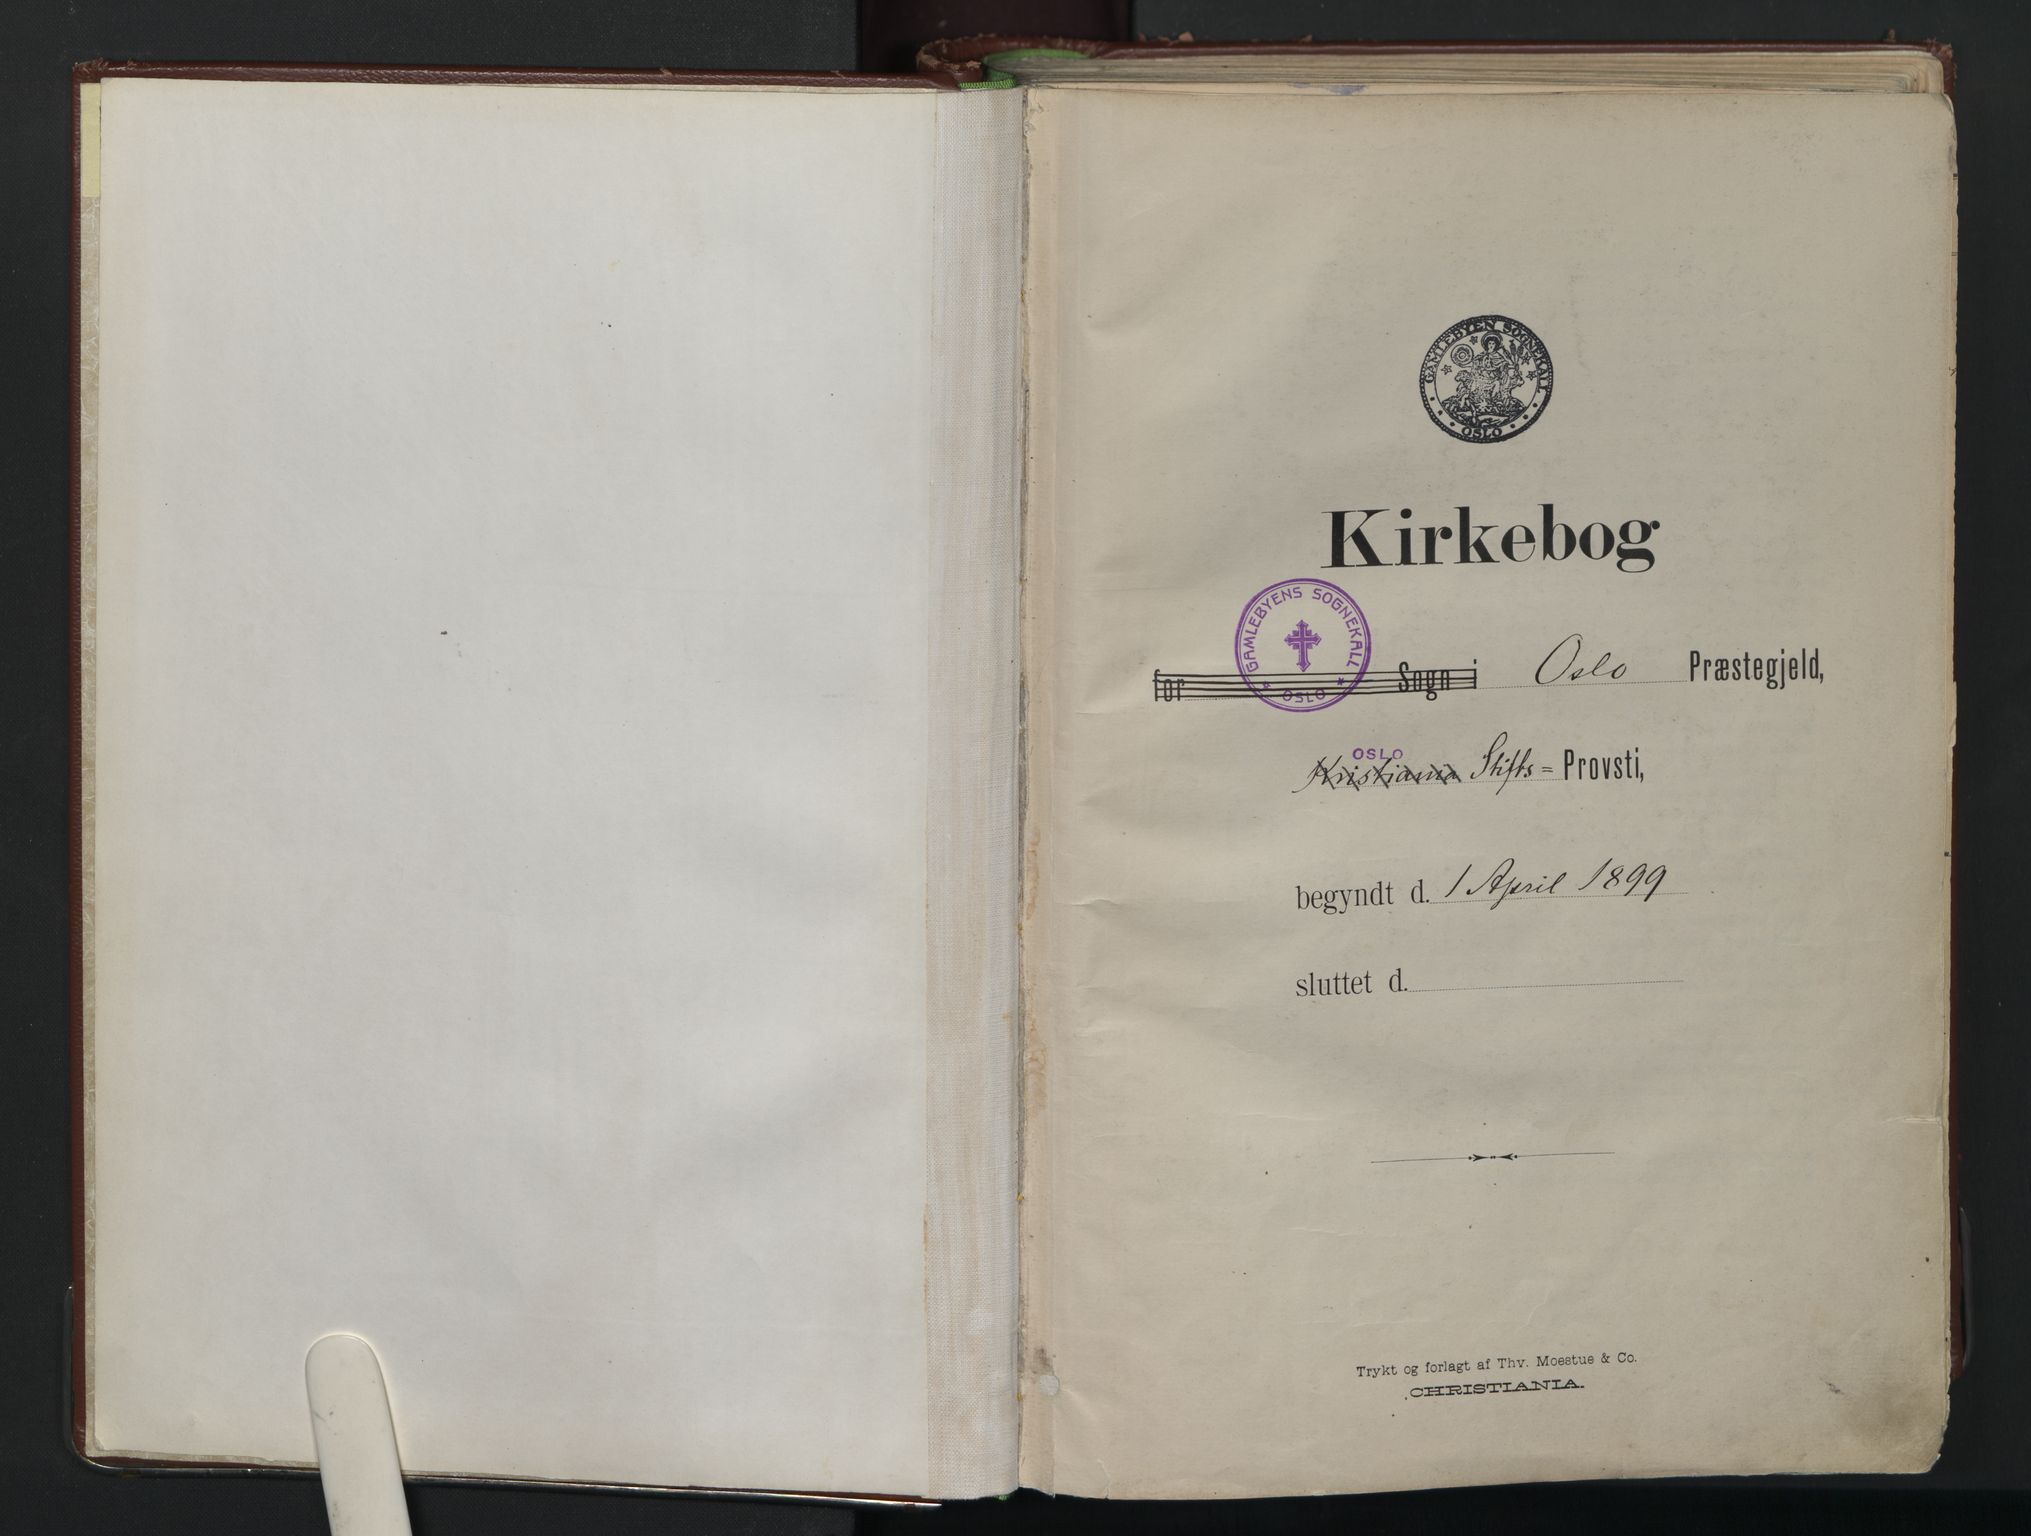 GAMLEBYEN SOGNEKALL
OSLO
Kirkebog
GAMLEBYENS SOGNEKALL
* OSLO *
for Sogn i Oslo Præstegjeld,
OSLO
Kristiania Stifts = Provsti,
begyndt d. 1 April 1899
sluttet d.
Trykt og forlagt af Thv. Moestue & Co.
CHRISTIANIA.